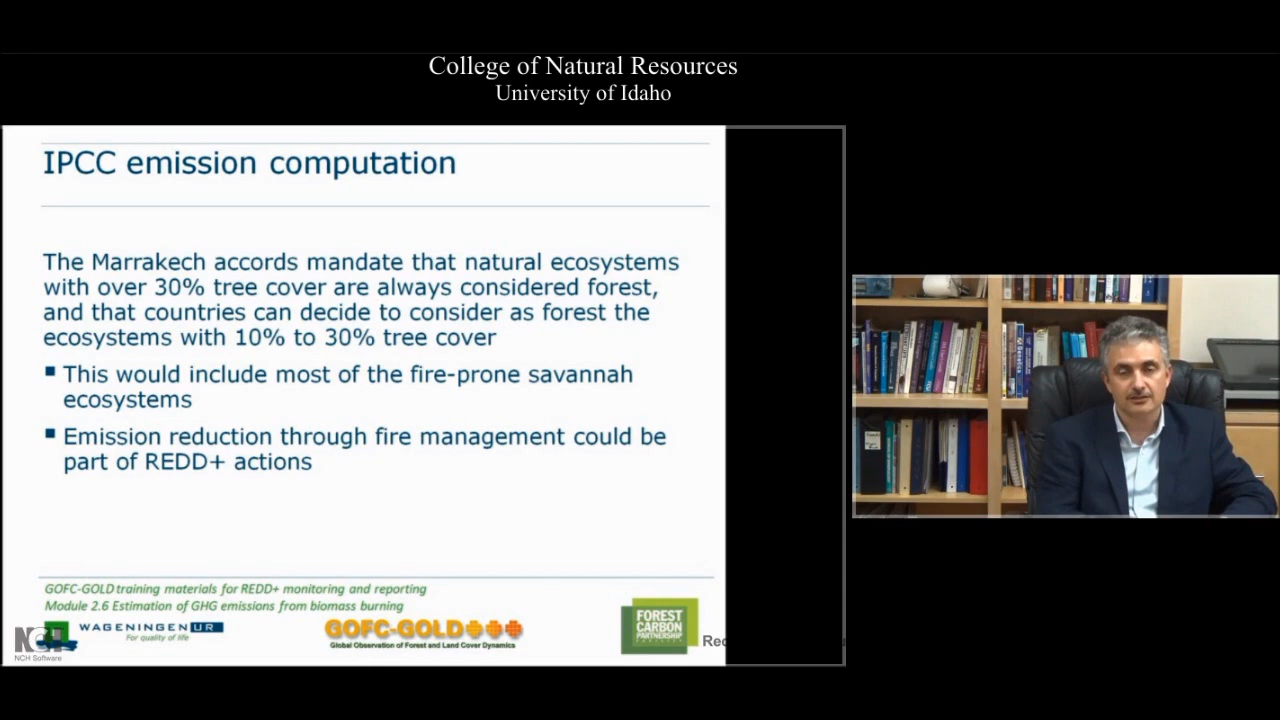 College of Natural Resources
University of Idaho
IPCC emission computation
The Marrakech accords mandate that natural ecosystems
with over 30% tree cover are always considered forest,
and that countries can decide to consider as forest the
ecosystems with 10% to 30% tree cover
▪ This would include most of the fire-prone savannah
ecosystems
▪ Emission reduction through fire management could be
part of REDD+ actions
GOFC-GOLD training materials for REDD+ monitoring and reporting
Module 2.6 Estimation of GHG emissions from biomass burning
WAGENINGEN UR
For quality of life
GOFC-GOLD
Global Observation of Forest and Land Cover Dynamics
FOREST
CARBON
PARTNERSHIP
NCH
NCH Software